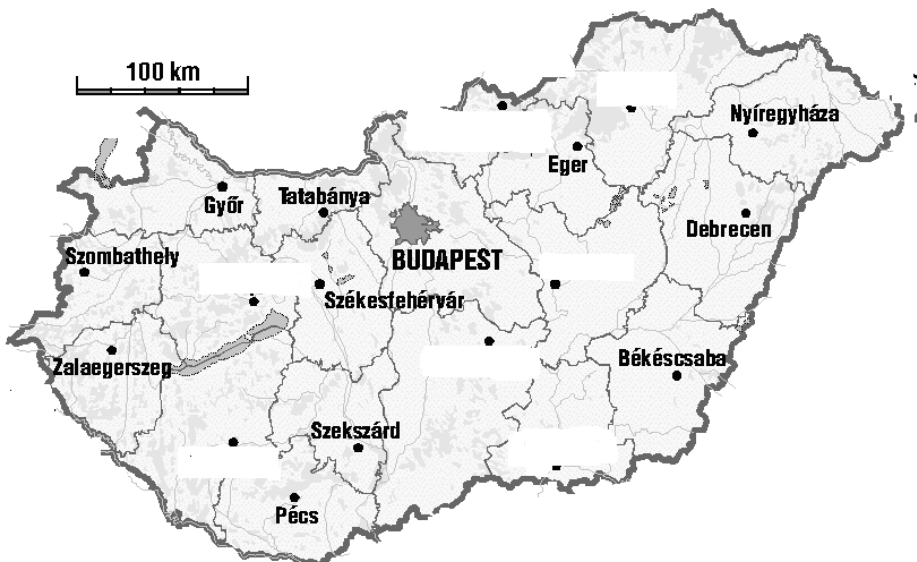 100 km
Nyíregyháza
Eger
Győr
Tatabánya
Debrecen
Szombathely
BUDAPEST
Székesfehérvár
Zalaegerszeg
Békéscsaba
Szekszárd
Pécs